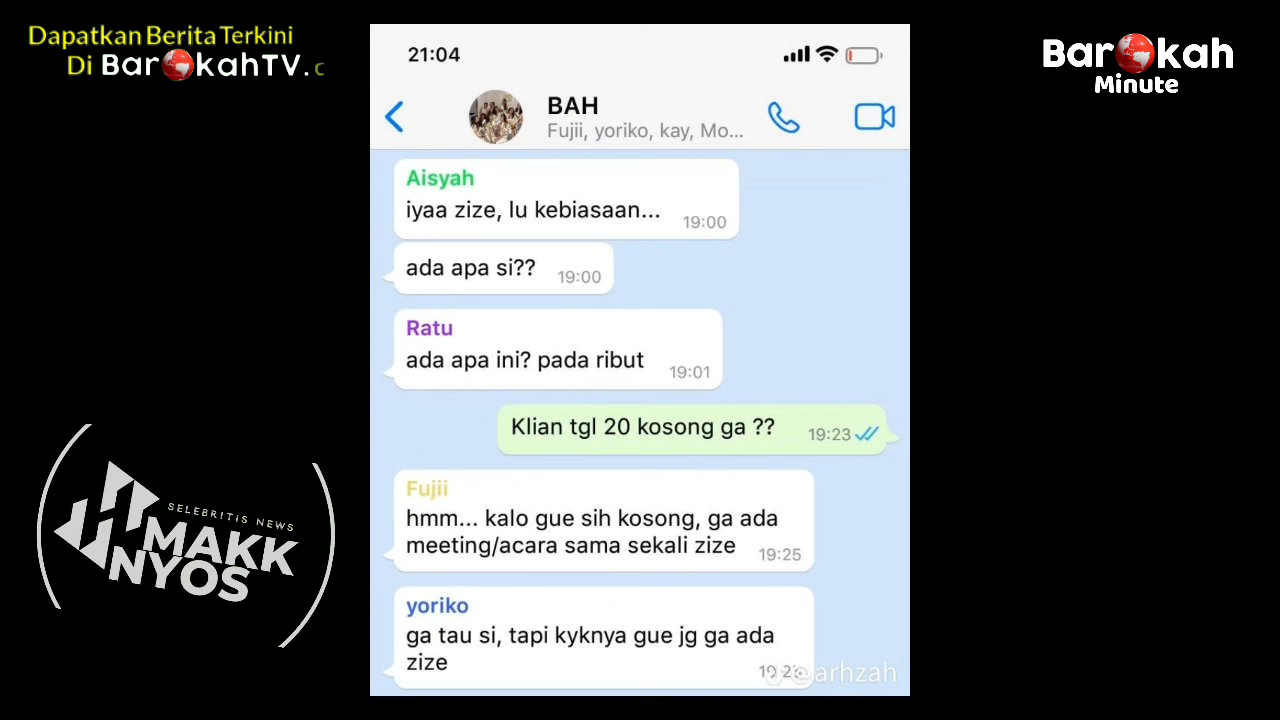 Dapatkan Berita Terkini
Di BarokahTV.c
Barokah
Minute
21:04
BAH
Fujii, yoriko, kay, Mo...
Aisyah
iyaa zize, lu kebiasaan...
19:00
ada apa si??
19:00
Ratu
ada apa ini? pada ribut
19:01
Klian tgl 20 kosong ga ??
19:23
Fujii
hmm... kalo gue sih kosong, ga ada
meeting/acara sama sekali zize
19:25
yoriko
ga tau si, tapi kyknya gue jg ga ada
zize
@arhzah
SELEBRITIS NEWS
MAKK
NYOS